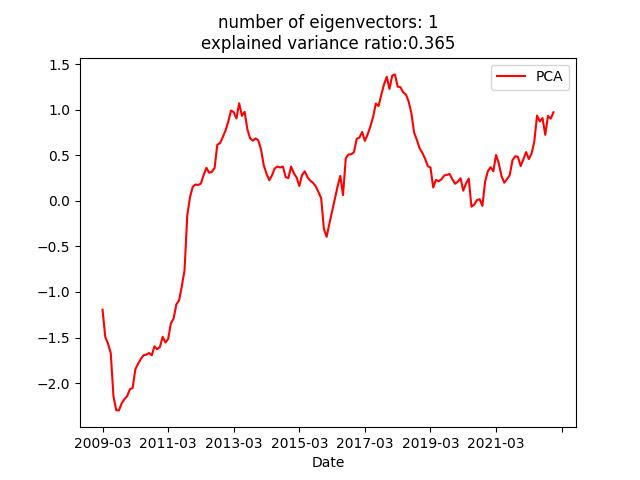 number of eigenvectors: 1
explained variance ratio:0.365
PCA
1.5
1.0
0.5
0.0
−0.5
−1.0
−1.5
−2.0
2009-03 2011-03 2013-03 2015-03 2017-03 2019-03 2021-03
Date